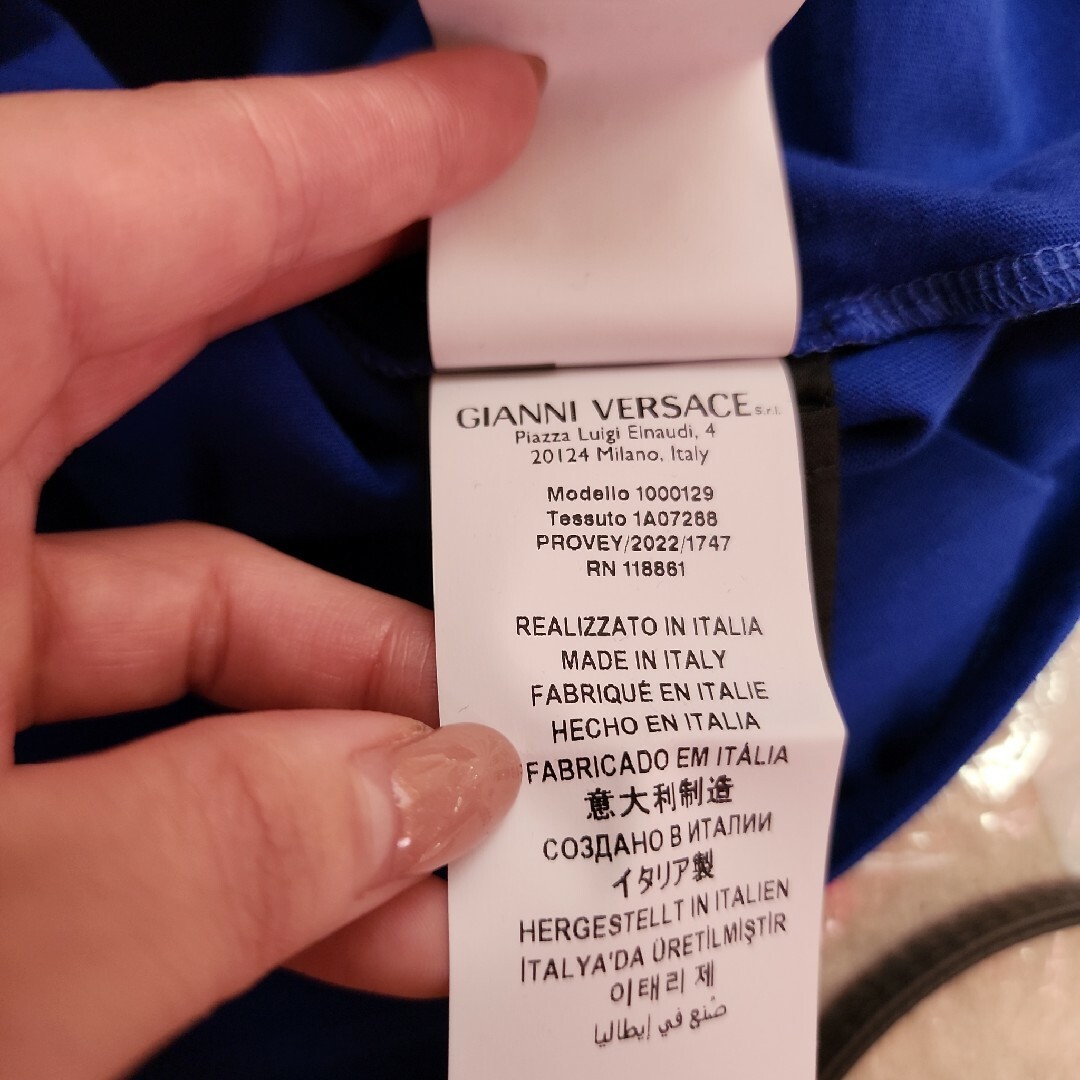 GIANNI VERSACE S.r.l.
Piazza Luigi Einaudi, 4
20124 Milano, Italy
Modello 1000129
Tessuto 1A07288
PROVEY/2022/1747
RN 118861
REALIZZATO IN ITALIA
MADE IN ITALY
FABRIQUÉ EN ITALIE
HECHO EN ITALIA
FABRICADO EM ITÁLIA
意大利制造
СОЗДАНО В ИТАЛИИ
イタリア製
HERGESTELLT IN ITALIEN
İTALYA'DA ÜRETİLMİŞTİR
이태리제
صُنع في إيطاليا